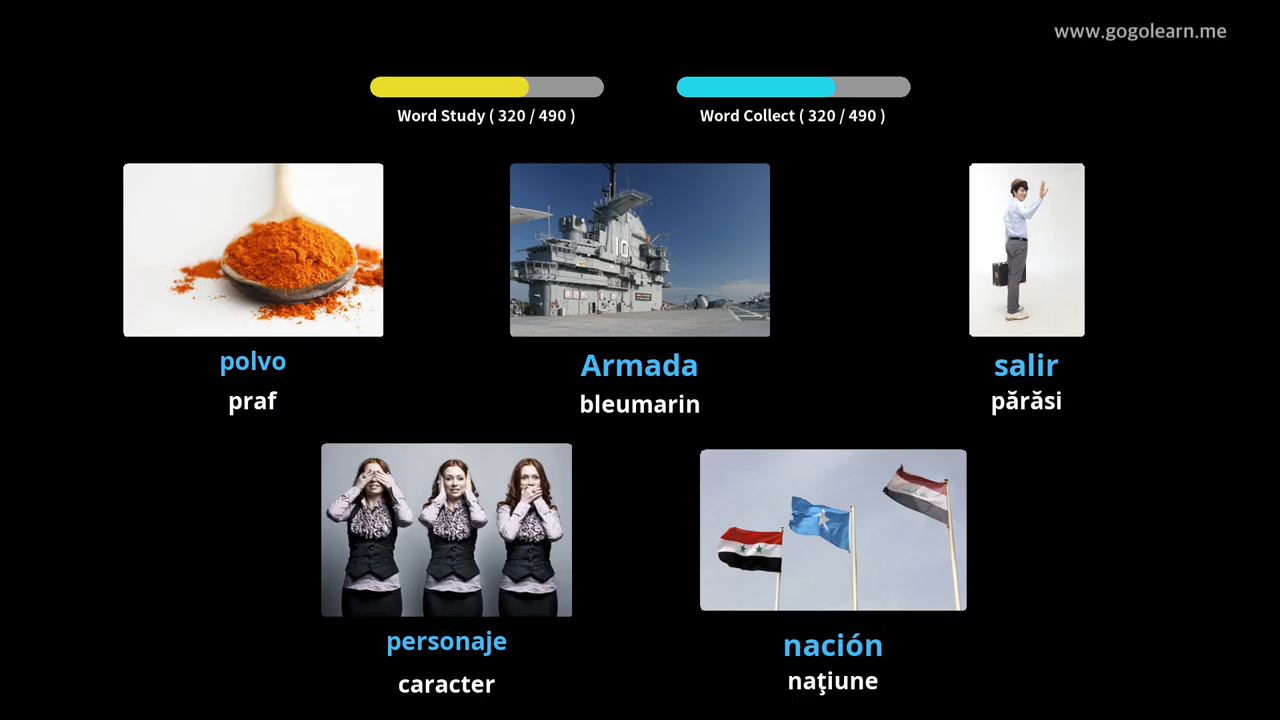 www.gogolearn.me
Word Study ( 320 / 490 )
Word Collect ( 320 / 490 )
10
polvo
praf
Armada
bleumarin
salir
părăsi
personaje
caracter
nación
naţiune